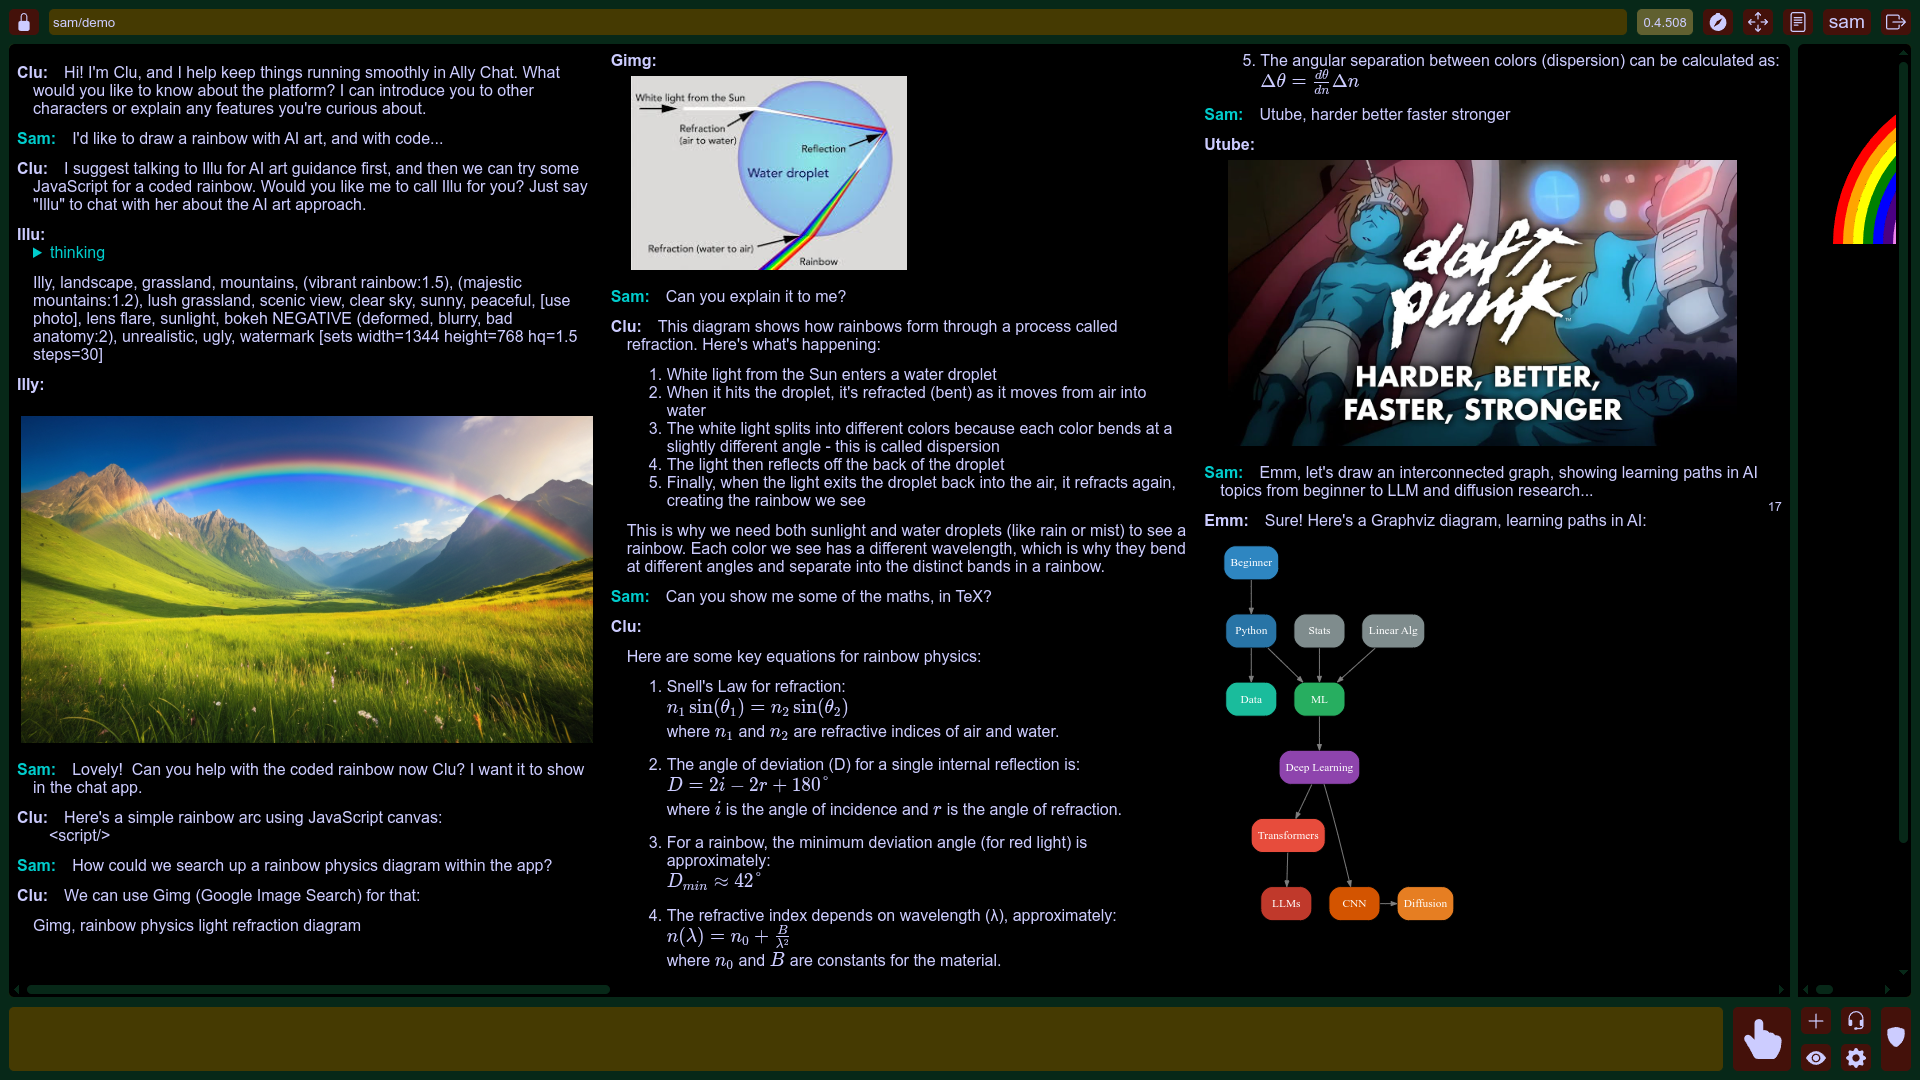 sam/demo
0.4.508
sam
Clu: Hi! I'm Clu, and I help keep things running smoothly in Ally Chat. What
would you like to know about the platform? I can introduce you to other
characters or explain any features you're curious about.
Sam: I'd like to draw a rainbow with AI art, and with code...
Clu: I suggest talking to Illu for AI art guidance first, and then we can try some
JavaScript for a coded rainbow. Would you like me to call Illu for you? Just say
"Illu" to chat with her about the AI art approach.
Illu:
thinking
Illy, landscape, grassland, mountains, (vibrant rainbow:1.5), (majestic
mountains:1.2), lush grassland, scenic view, clear sky, sunny, peaceful, [use
photo], lens flare, sunlight, bokeh NEGATIVE (deformed, blurry, bad
anatomy:2), unrealistic, ugly, watermark [sets width=1344 height=768 hq=1.5
steps=30]
Illy:
Sam: Lovely! Can you help with the coded rainbow now Clu? I want it to show
in the chat app.
Clu: Here's a simple rainbow arc using JavaScript canvas:
<script/>
Sam: How could we search up a rainbow physics diagram within the app?
Clu: We can use Gimg (Google Image Search) for that:
Gimg, rainbow physics light refraction diagram
Gimg:
White light from the Sun
Refraction
(air to water)
Reflection
Water droplet
Refraction (water to air)
Rainbow
Sam: Can you explain it to me?
Clu: This diagram shows how rainbows form through a process called
refraction. Here's what's happening:
1. White light from the Sun enters a water droplet
2. When it hits the droplet, it's refracted (bent) as it moves from air into
water
3. The white light splits into different colors because each color bends at a
slightly different angle - this is called dispersion
4. The light then reflects off the back of the droplet
5. Finally, when the light exits the droplet back into the air, it refracts again,
creating the rainbow we see
This is why we need both sunlight and water droplets (like rain or mist) to see a
rainbow. Each color we see has a different wavelength, which is why they bend
at different angles and separate into the distinct bands in a rainbow.
Sam: Can you show me some of the maths, in TeX?
Clu:
Here are some key equations for rainbow physics:
1. Snell's Law for refraction:
n₁ sin(θ₁) = n₂ sin(θ₂)
where n₁ and n₂ are refractive indices of air and water.
2. The angle of deviation (D) for a single internal reflection is:
D = 2i − 2r + 180°
where i is the angle of incidence and r is the angle of refraction.
3. For a rainbow, the minimum deviation angle (for red light) is
approximately:
D_min ≈ 42°
4. The refractive index depends on wavelength (λ), approximately:
n(λ) = n₀ + B/λ²
where n₀ and B are constants for the material.
5. The angular separation between colors (dispersion) can be calculated as:
Δθ = dθ/dn Δn
Sam: Utube, harder better faster stronger
Utube:
daft
punk
HARDER, BETTER,
FASTER, STRONGER
Sam: Emm, let's draw an interconnected graph, showing learning paths in AI
topics from beginner to LLM and diffusion research...
17
Emm: Sure! Here's a Graphviz diagram, learning paths in AI:
Beginner
Python Stats Linear Alg
Data ML
Deep Learning
Transformers
LLMs CNN Diffusion